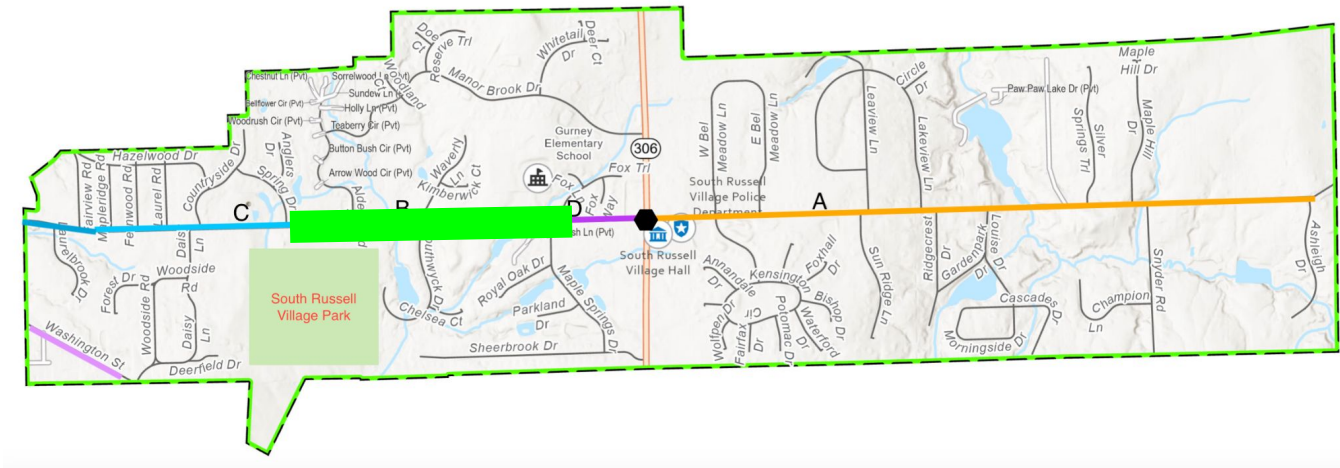 Doe
Ct
Reserve Trl
Whitetail
Dr
Deer Ct
Maple
Hill Dr
Chestnut Ln (Pvt)
Sorrelwood
Woodland
Ct
Manor Brook Dr
Circle
Dr
Sundew Ln
Paw Paw Lake Dr (Pvt)
Bellflower Cir (Pvt)
Holly Ln (Pvt)
Woodrush Cir (Pvt)
Teaberry Cir (Pvt)
Gurney
Elementary
School
W Bel
Meadow Ln
E Bel
Meadow Ln
Leaview Ln
Lakeview Ln
Silver
Springs Trl
Maple Hill
Dr
Anglers
Dr
Button Bush Cir (Pvt)
Waverly
Ln
306
Hazelwood Dr
Arrow Wood Cir (Pvt)
Kimberwick Ct
Fox Trl
Fairview Rd
Mapleridge Rd
Fernwood Rd
Laurel Rd
Countryside Dr
Spring Dr
Fox Ln
Fox
Way
South Russell
Village Police
Department
C
B
D
A
Laurelbrook Dr
Daisy
Ln
sh Ln (Pvt)
South Russell
Village Hall
Ridgecrest
Dr
Louise Dr
Gardenpark
Dr
Ashleigh
Dr
Forest Dr
Woodside
Rd
Royal Oak Dr
Annandale
Dr
Kensington
Foxhall
Dr
Sun Ridge Ln
Snyder Rd
South Russell
Village Park
Chelsea Ct
Parkland
Dr
Maple Springs Dr
Bishop Dr
Cascades
Dr
Champion
Ln
Woodside Rd
Daisy
Ln
Wolfpen Dr
Fairfax
Dr
Cir
Potomac Dr
Waterford
Dr
Washington St
Sheerbrook Dr
Morningside Dr
Deerfield Dr